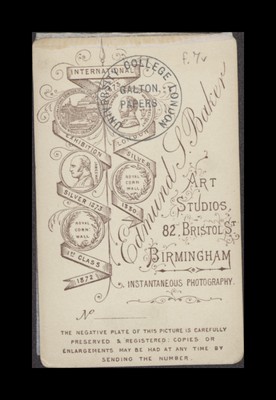 f. 7v
UNIVERSITY COLLEGE LONDON
GALTON
PAPERS
INTERNATIONAL
EXHIBITION
LONDON
SILVER 1873
SILVER
1880
ROYAL
CORN
WALL
ROYAL
CORN
WALL
1ST CLASS
1872
Edmund S Baker
ART
STUDIOS,
82, BRISTOL ST
BIRMINGHAM
INSTANTANEOUS PHOTOGRAPHY.
No
THE NEGATIVE PLATE OF THIS PICTURE IS CAREFULLY
PRESERVED & REGISTERED: COPIES OR
ENLARGEMENTS MAY BE HAD AT ANY TIME BY
SENDING THE NUMBER.